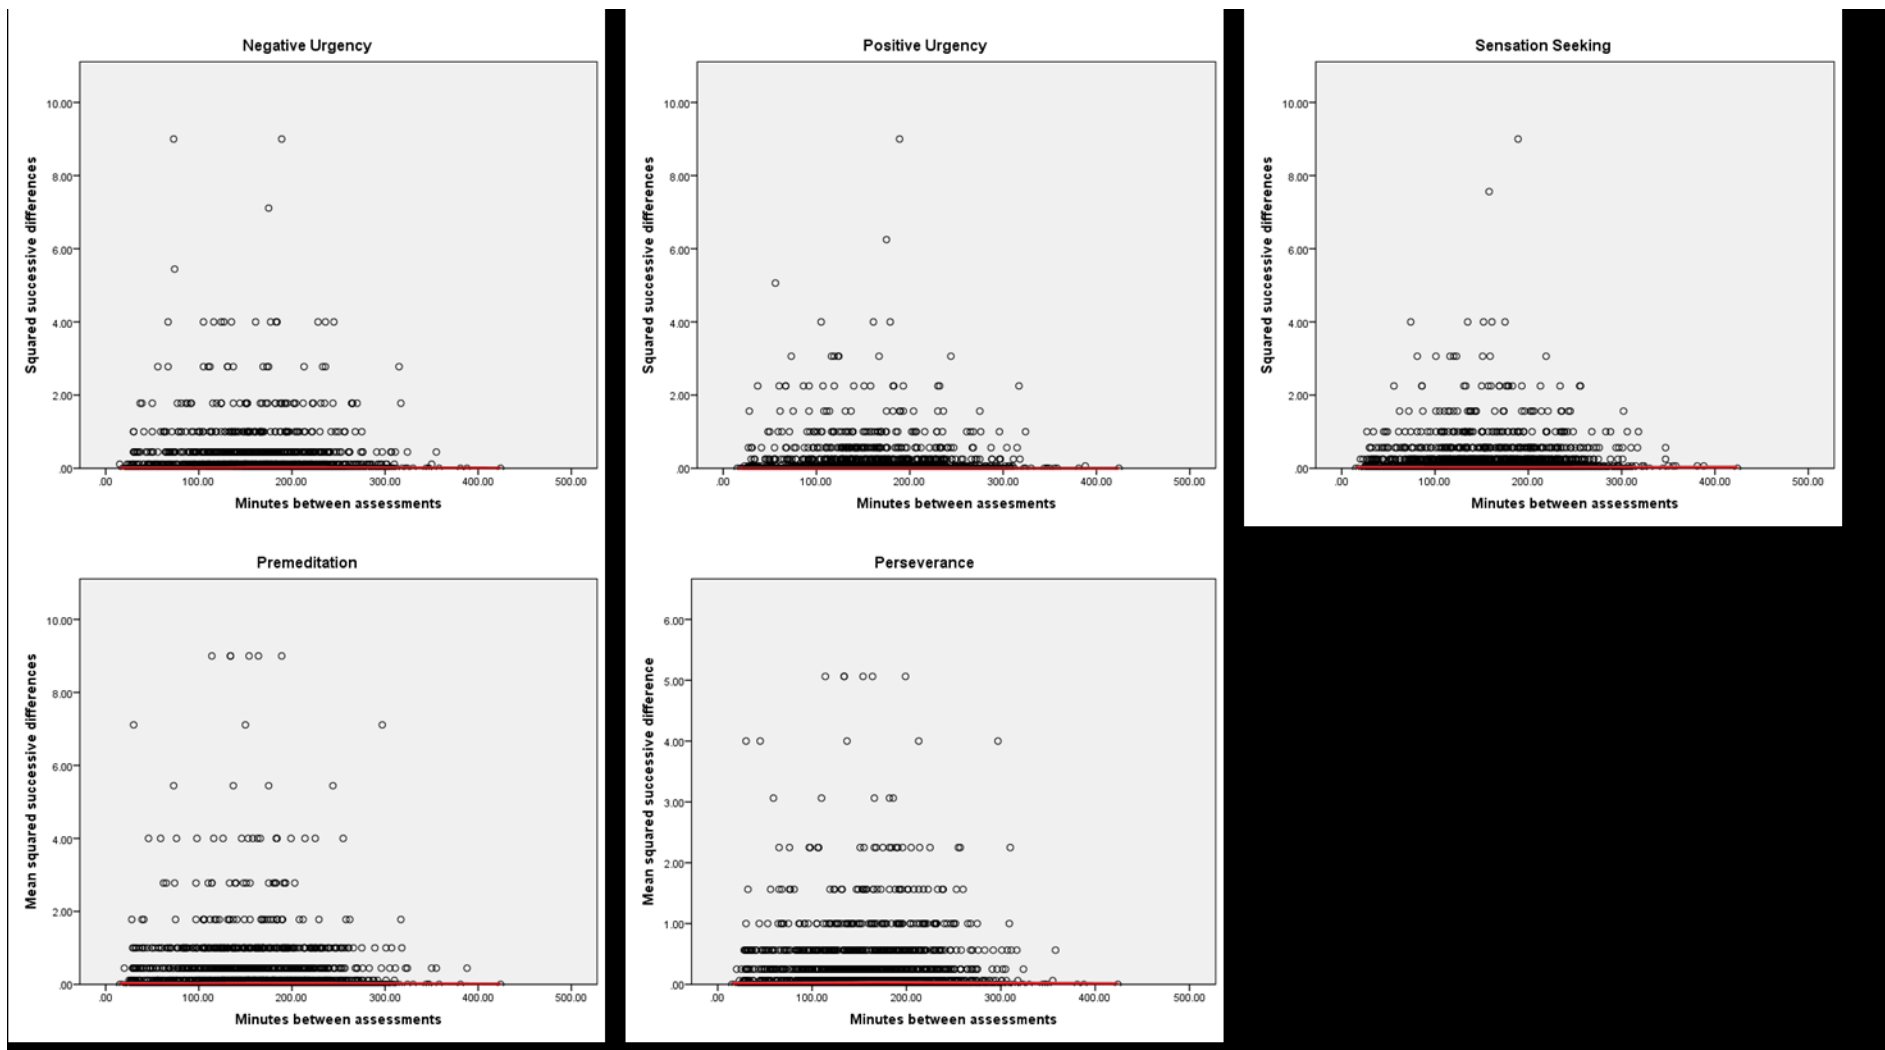 Negative Urgency
Squared successive differences
10.00
8.00
6.00
4.00
2.00
.00
.00 100.00 200.00 300.00 400.00 500.00
Minutes between assessments
Positive Urgency
Squared successive differences
10.00
8.00
6.00
4.00
2.00
.00
.00 100.00 200.00 300.00 400.00 500.00
Minutes between assesments
Sensation Seeking
Squared successive differences
10.00
8.00
6.00
4.00
2.00
.00
.00 100.00 200.00 300.00 400.00 500.00
Minutes between assessments
Premeditation
Mean squared successive differences
10.00
8.00
6.00
4.00
2.00
.00
.00 100.00 200.00 300.00 400.00 500.00
Minutes between assessments
Perseverance
Mean squared successive difference
6.00
5.00
4.00
3.00
2.00
1.00
.00
.00 100.00 200.00 300.00 400.00 500.00
Minutes between assessments